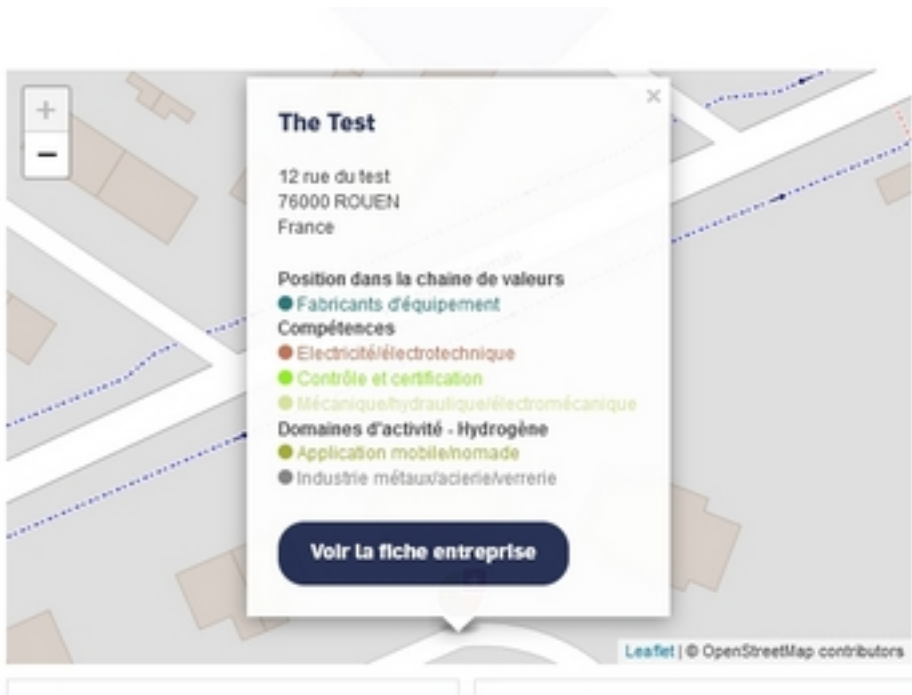 +
−
×
The Test
12 rue du test
76000 ROUEN
France
Position dans la chaine de valeurs
Fabricants d'équipement
Compétences
Electricité/électrotechnique
Contrôle et certification
Mécanique/hydraulique/électromécanique
Domaines d'activité - Hydrogène
Application mobile/nomade
Industrie métaux/acierie/verrerie
Voir la fiche entreprise
Leaflet | © OpenStreetMap contributors